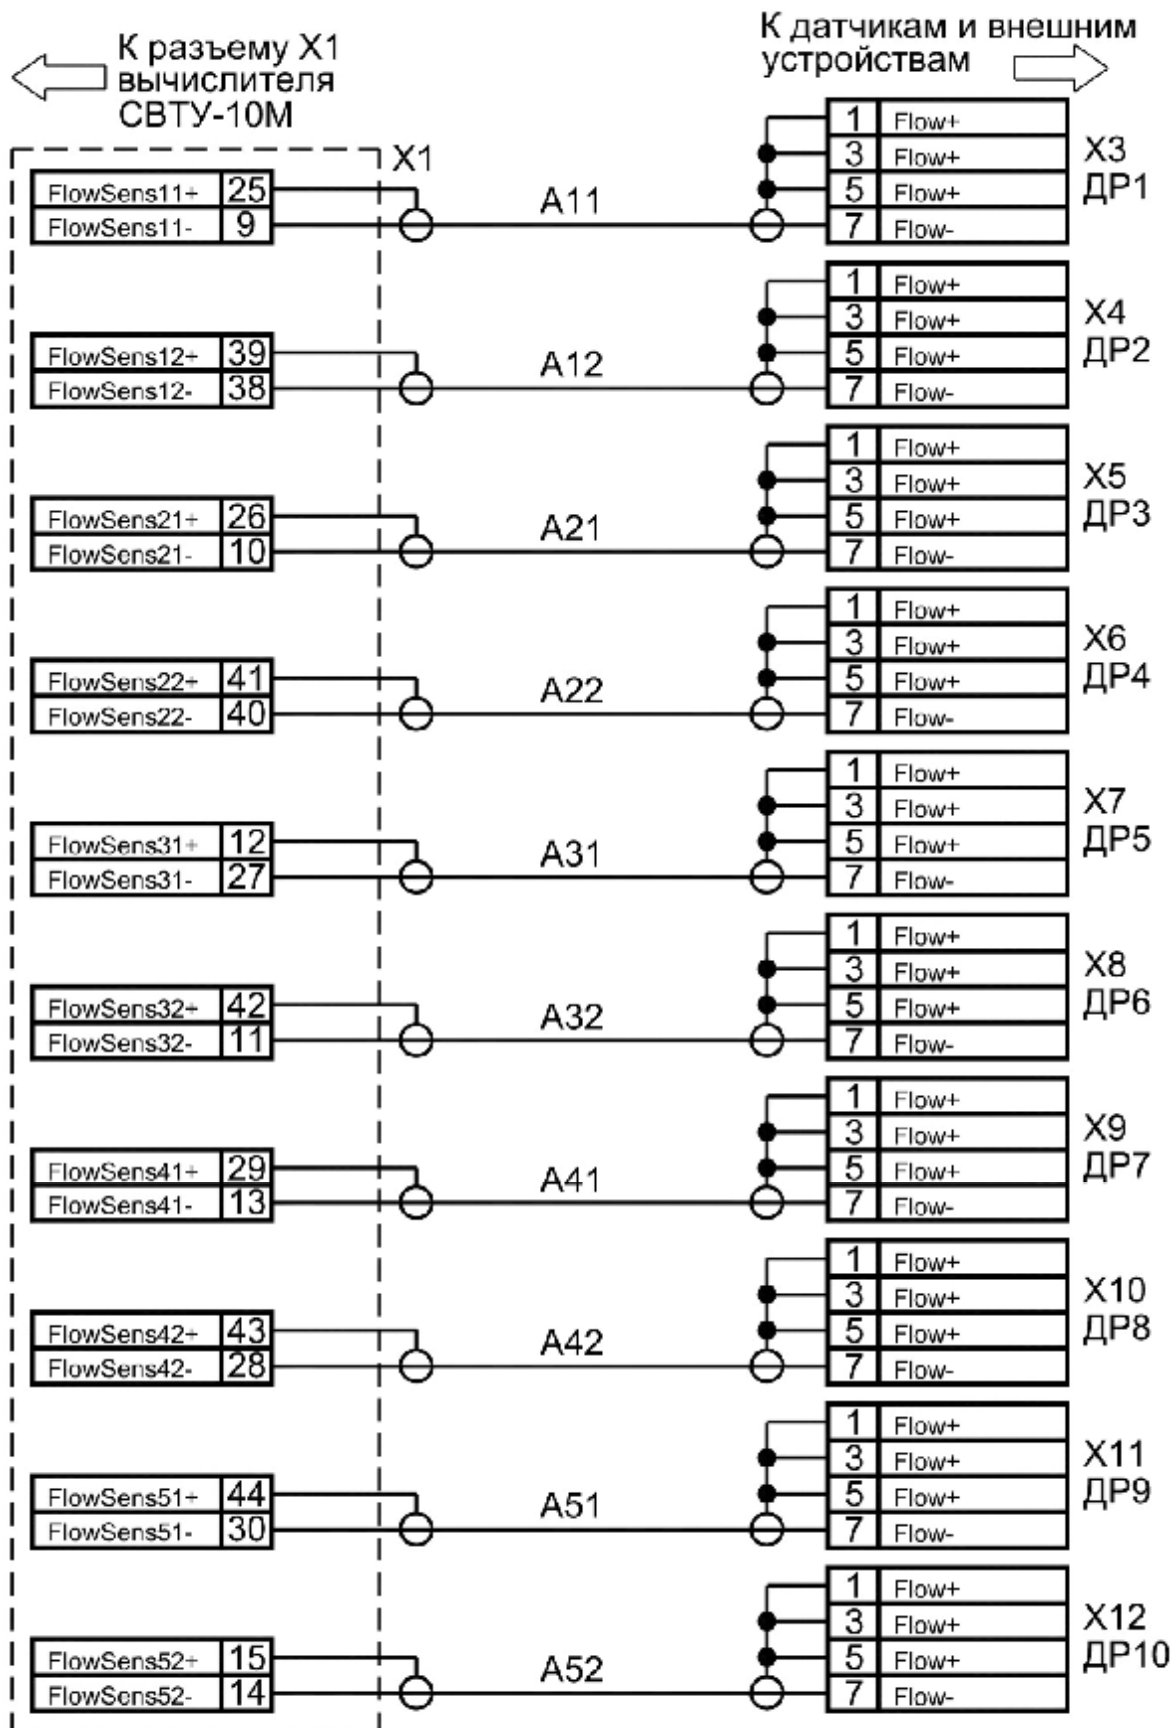 К разъему X1
вычислителя
СВТУ-10М
К датчикам и внешним
устройствам
X1
FlowSens11+ 25
FlowSens11- 9
A11
1 Flow+
3 Flow+
5 Flow+
7 Flow-
X3
ДР1
FlowSens12+ 39
FlowSens12- 38
A12
1 Flow+
3 Flow+
5 Flow+
7 Flow-
X4
ДР2
FlowSens21+ 26
FlowSens21- 10
A21
1 Flow+
3 Flow+
5 Flow+
7 Flow-
X5
ДР3
FlowSens22+ 41
FlowSens22- 40
A22
1 Flow+
3 Flow+
5 Flow+
7 Flow-
X6
ДР4
FlowSens31+ 12
FlowSens31- 27
A31
1 Flow+
3 Flow+
5 Flow+
7 Flow-
X7
ДР5
FlowSens32+ 42
FlowSens32- 11
A32
1 Flow+
3 Flow+
5 Flow+
7 Flow-
X8
ДР6
FlowSens41+ 29
FlowSens41- 13
A41
1 Flow+
3 Flow+
5 Flow+
7 Flow-
X9
ДР7
FlowSens42+ 43
FlowSens42- 28
A42
1 Flow+
3 Flow+
5 Flow+
7 Flow-
X10
ДР8
FlowSens51+ 44
FlowSens51- 30
A51
1 Flow+
3 Flow+
5 Flow+
7 Flow-
X11
ДР9
FlowSens52+ 15
FlowSens52- 14
A52
1 Flow+
3 Flow+
5 Flow+
7 Flow-
X12
ДР10